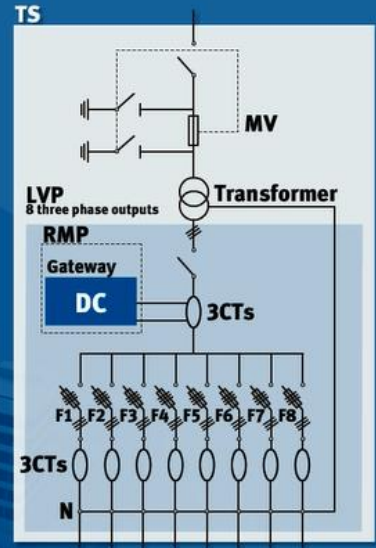 TS
MV
Transformer
LVP
8 three phase outputs
RMP
Gateway
DC
3CTs
F1 F2 F3 F4 F5 F6 F7 F8
3CTs
N